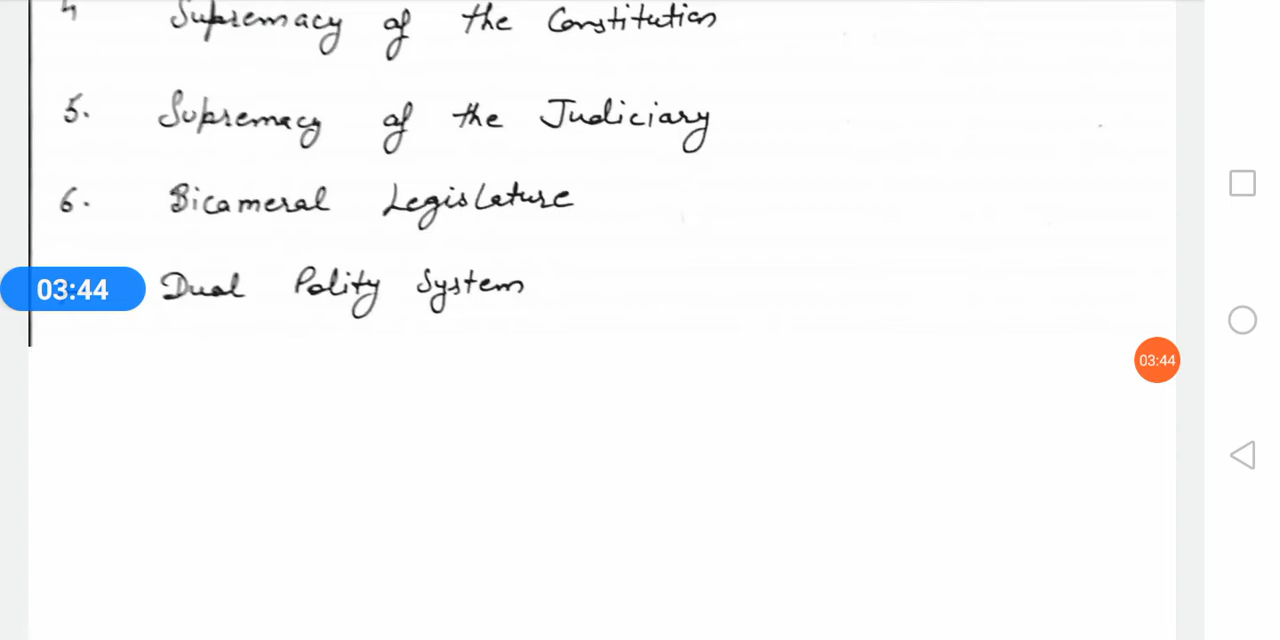 4 Supremacy of the Constitution
5. Supremacy of the Judiciary
6. Bicameral Legislature
03:44 Dual Polity System
03:44